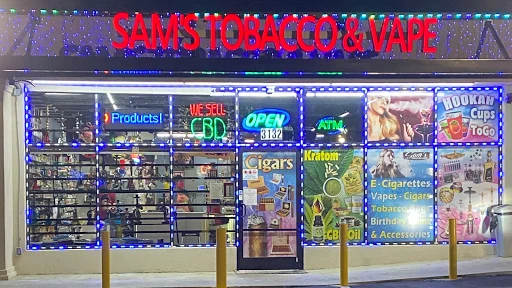 SAM'S TOBACCO & VAPE
Products!
WE SELL
CBD
OPEN
3132
ATM
HOOKAH
Cups
ToGo
Cigars
Kratom
CBD Oil
E-Cigarettes
Vapes - Cigars
Tobacco
Birthday
& Accessories